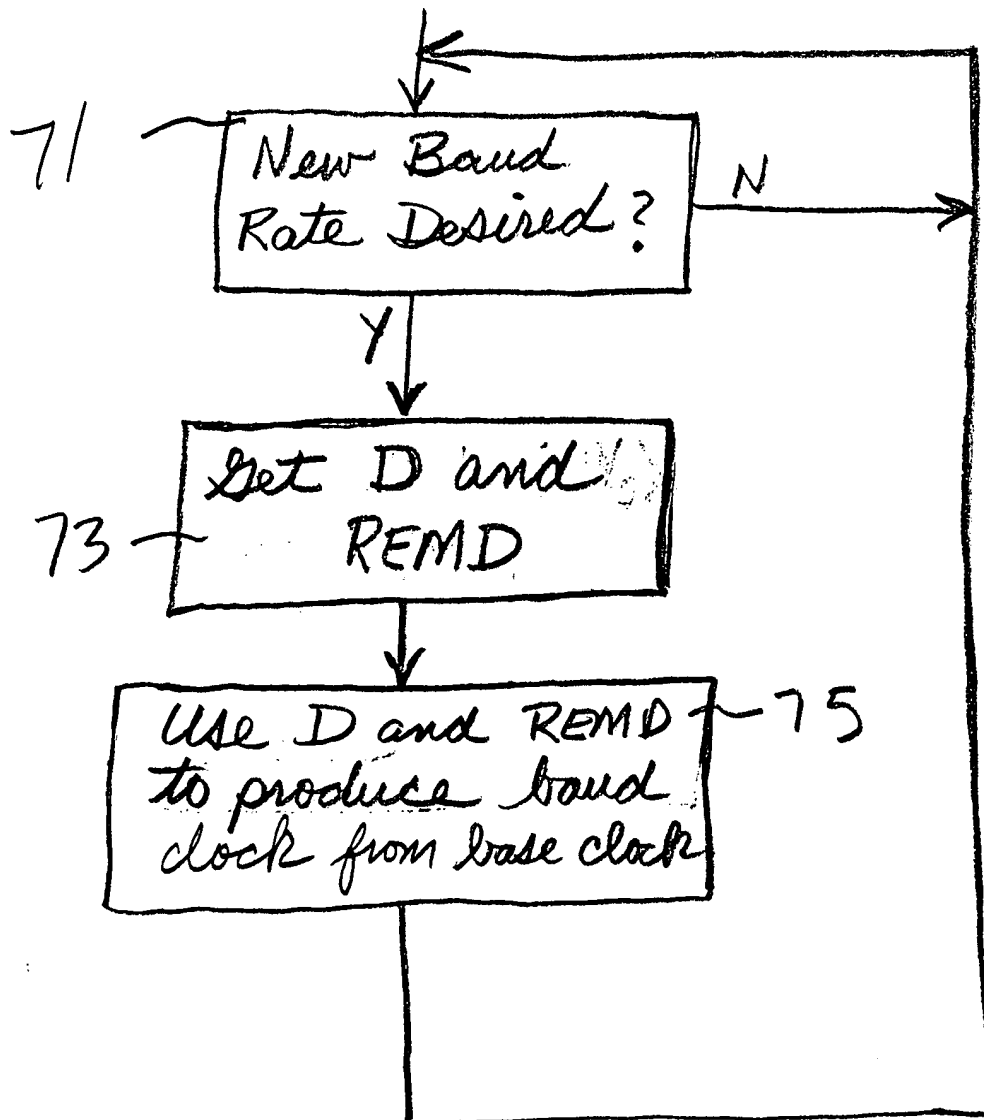 71
New Baud
Rate Desired?
N
Y
Get D and
REMD
73
Use D and REMD
75
to produce baud
clock from base clock